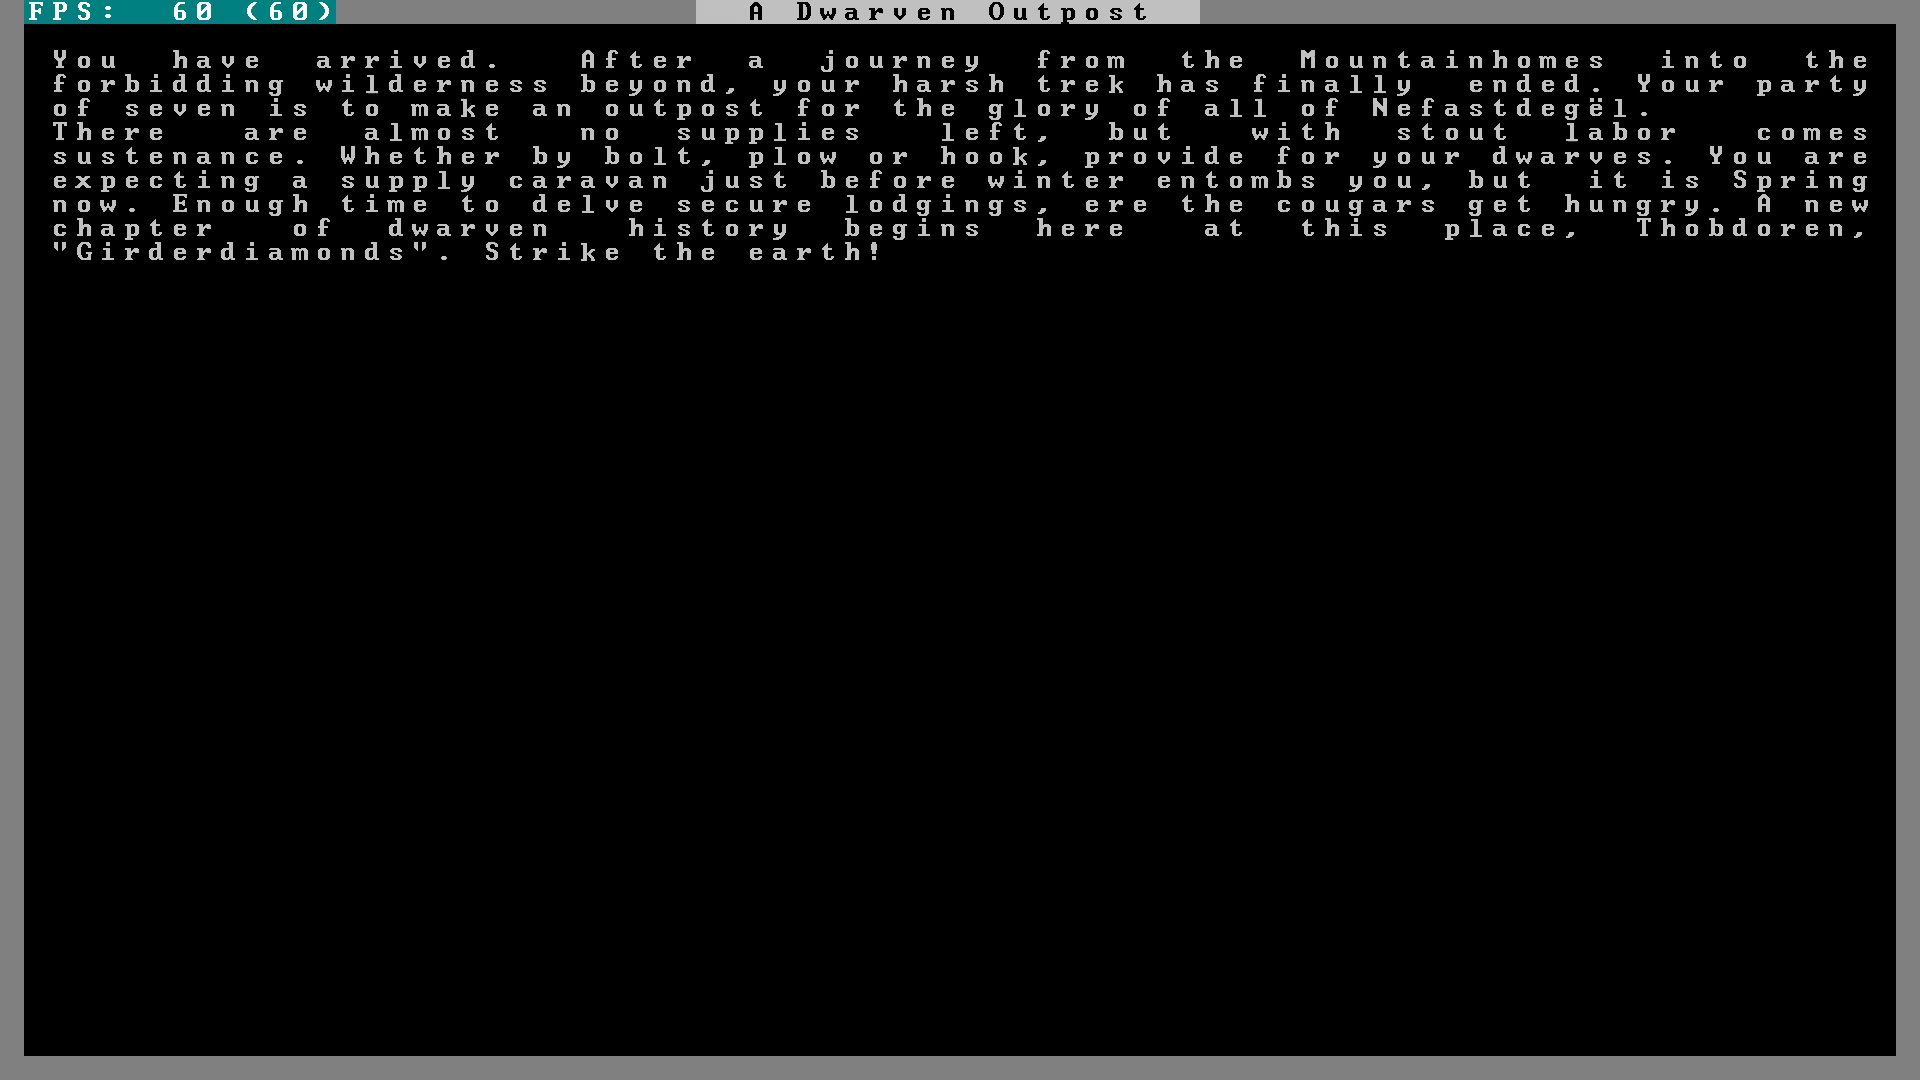 FPS: 60 (60)
A Dwarven Outpost
You have arrived. After a journey from the Mountainhomes into the
forbidding wilderness beyond, your harsh trek has finally ended. Your party
of seven is to make an outpost for the glory of all of Nefastdegël.
There are almost no supplies left, but with stout labor comes
sustenance. Whether by bolt, plow or hook, provide for your dwarves. You are
expecting a supply caravan just before winter entombs you, but it is Spring
now. Enough time to delve secure lodgings, ere the cougars get hungry. A new
chapter of dwarven history begins here at this place, Thobdoren,
"Girderdiamonds". Strike the earth!